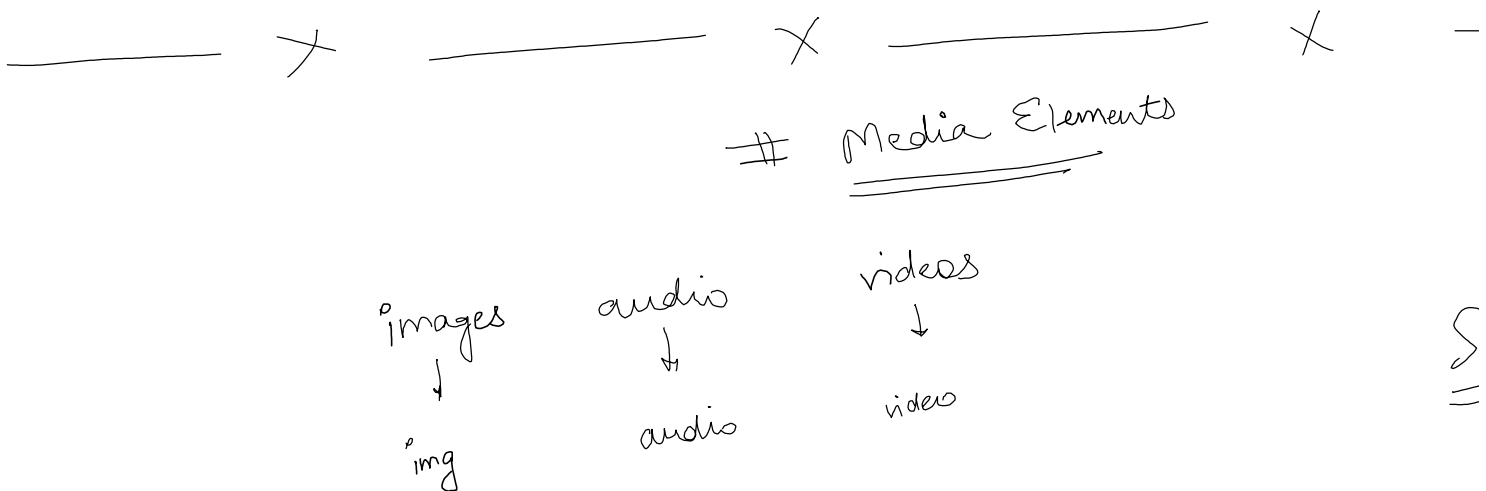 # Media Elements
images audio videos
↓ ↓ ↓
img audio video
S